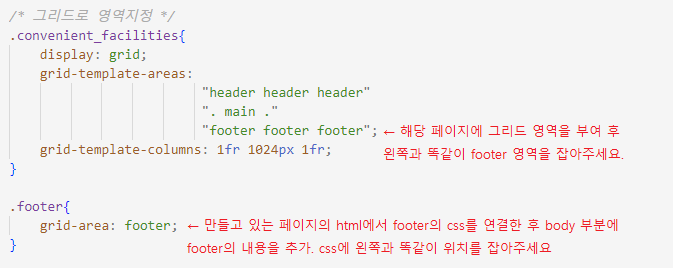 /* 그리드로 영역지정 */
.convenient_facilities{
display: grid;
grid-template-areas:
"header header header"
". main ."
"footer footer footer"; ← 해당 페이지에 그리드 영역을 부여 후
grid-template-columns: 1fr 1024px 1fr; 왼쪽과 똑같이 footer 영역을 잡아주세요.
}
.footer{
grid-area: footer; ← 만들고 있는 페이지의 html에서 footer의 css를 연결한 후 body 부분에
} footer의 내용을 추가. css에 왼쪽과 똑같이 위치를 잡아주세요